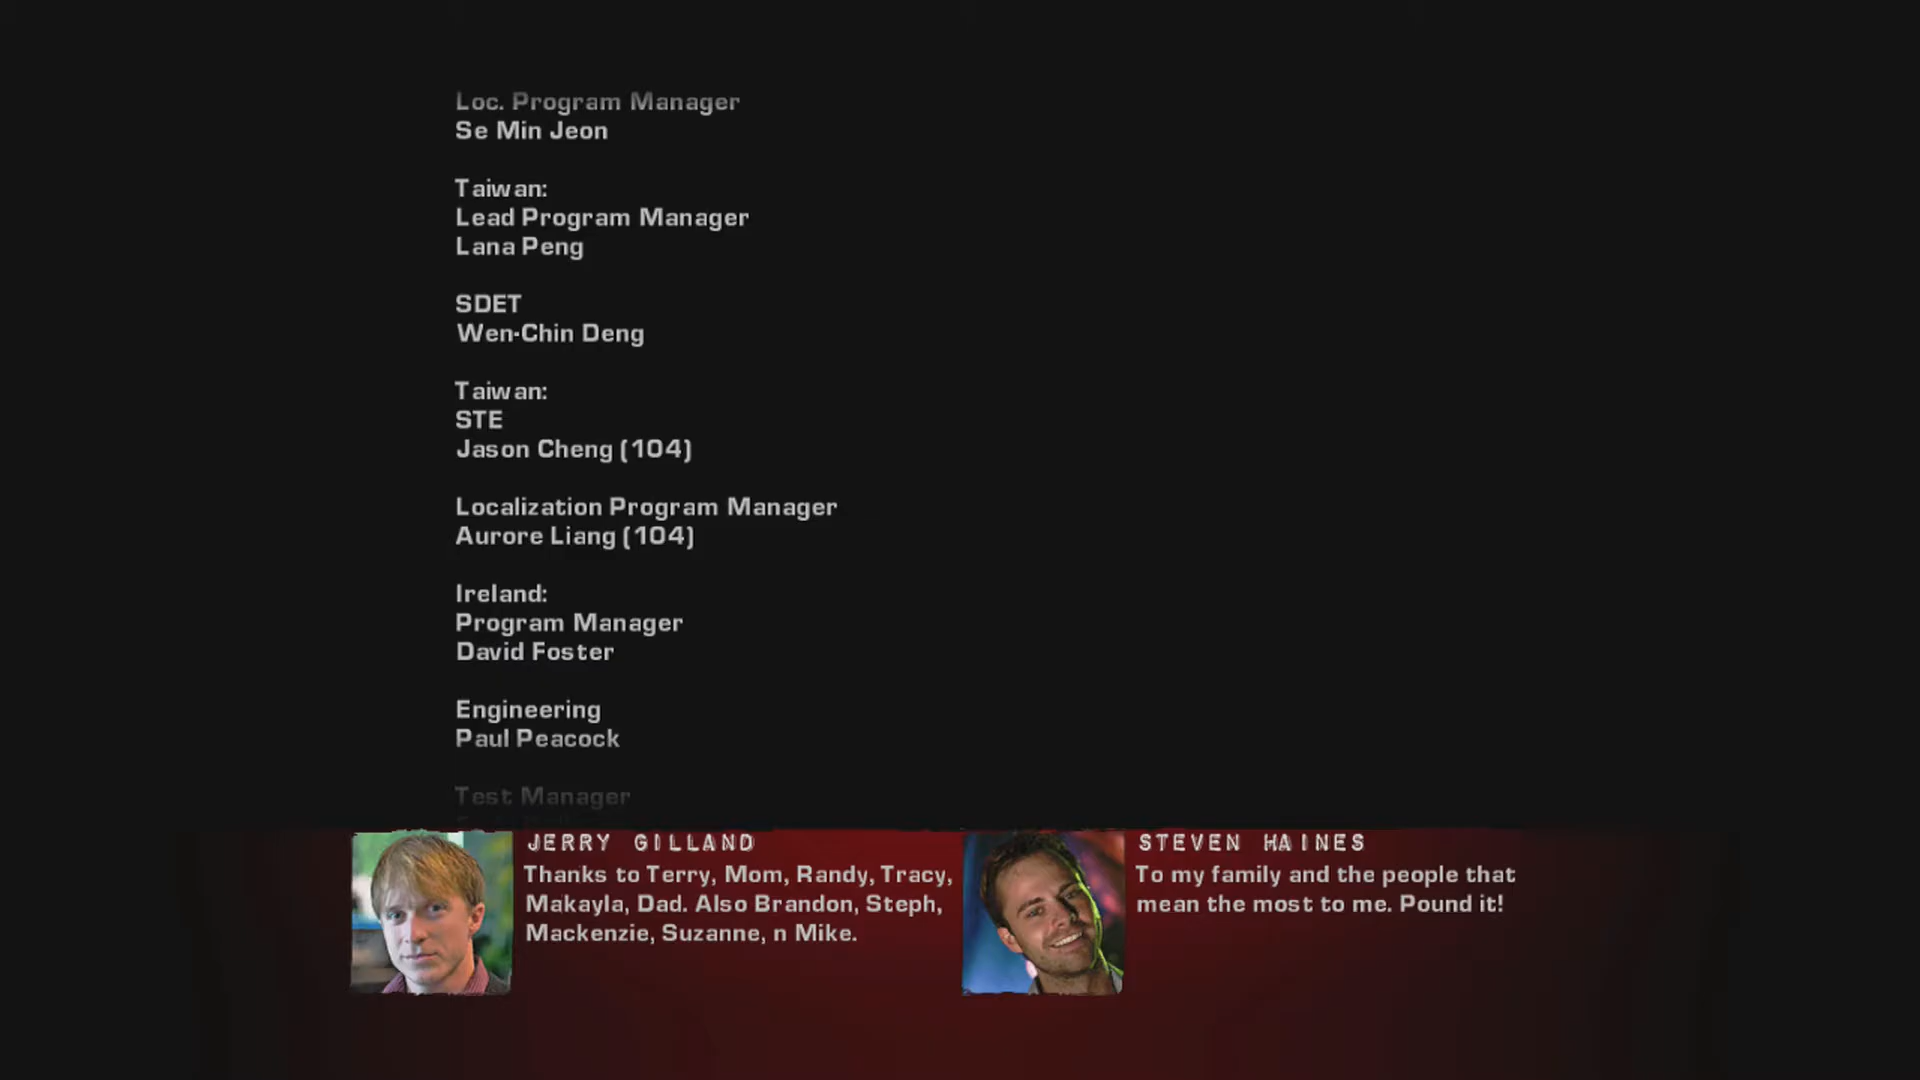 Loc. Program Manager
Se Min Jeon
Taiwan:
Lead Program Manager
Lana Peng
SDET
Wen-Chin Deng
Taiwan:
STE
Jason Cheng (104)
Localization Program Manager
Aurore Liang (104)
Ireland:
Program Manager
David Foster
Engineering
Paul Peacock
Test Manager
JERRY GILLAND
Thanks to Terry, Mom, Randy, Tracy,
Makayla, Dad. Also Brandon, Steph,
Mackenzie, Suzanne, n Mike.
STEVEN HAINES
To my family and the people that
mean the most to me. Pound it!